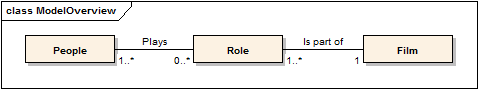 class ModelOverview
Plays Is part of
People Role Film
1..* 0..* 1..* 1